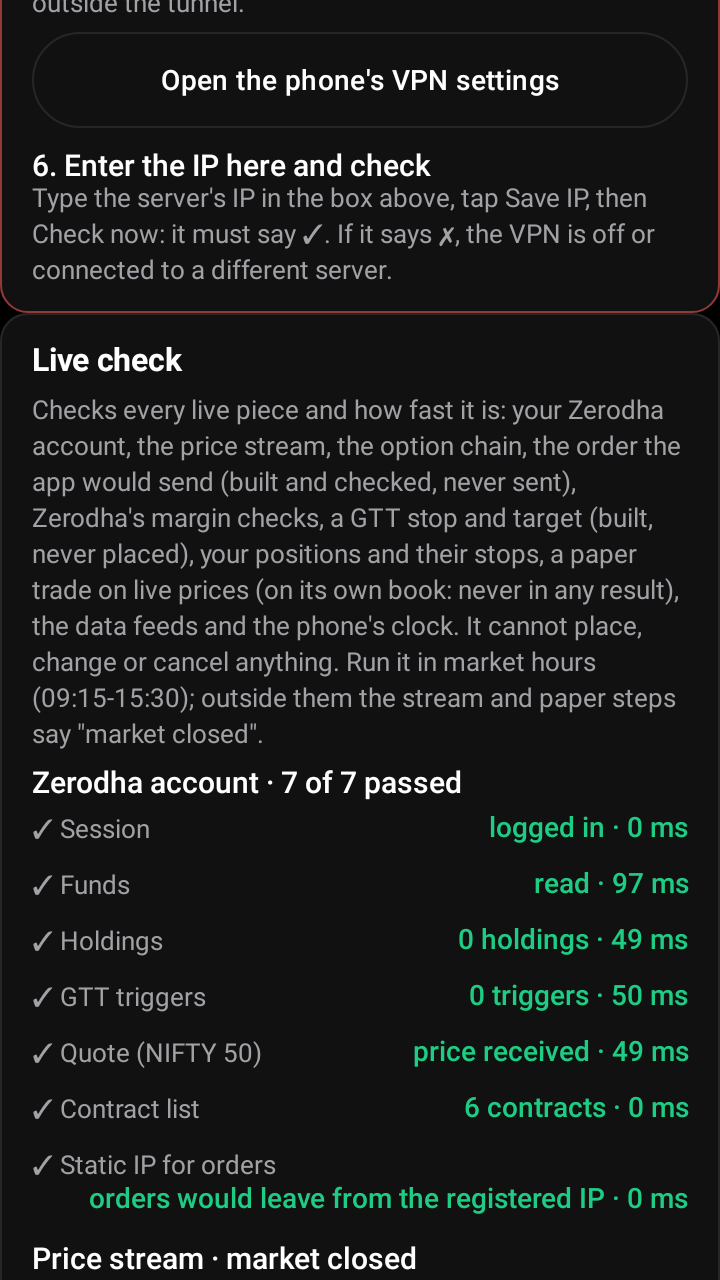 outside the tunnel.
Open the phone's VPN settings
6. Enter the IP here and check
Type the server's IP in the box above, tap Save IP, then
Check now: it must say ✓. If it says ✗, the VPN is off or
connected to a different server.
Live check
Checks every live piece and how fast it is: your Zerodha
account, the price stream, the option chain, the order the
app would send (built and checked, never sent),
Zerodha's margin checks, a GTT stop and target (built,
never placed), your positions and their stops, a paper
trade on live prices (on its own book: never in any result),
the data feeds and the phone's clock. It cannot place,
change or cancel anything. Run it in market hours
(09:15-15:30); outside them the stream and paper steps
say "market closed".
Zerodha account · 7 of 7 passed
✓ Session logged in · 0 ms
✓ Funds read · 97 ms
✓ Holdings 0 holdings · 49 ms
✓ GTT triggers 0 triggers · 50 ms
✓ Quote (NIFTY 50) price received · 49 ms
✓ Contract list 6 contracts · 0 ms
✓ Static IP for orders
orders would leave from the registered IP · 0 ms
Price stream · market closed